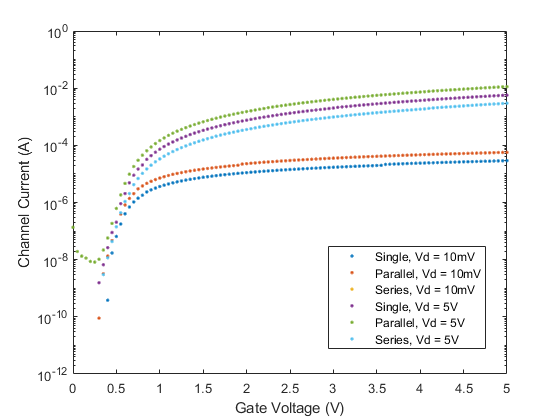 10^0
10^-2
10^-4
10^-6
10^-8
10^-10
10^-12
Channel Current (A)
Single, Vd = 10mV
Parallel, Vd = 10mV
Series, Vd = 10mV
Single, Vd = 5V
Parallel, Vd = 5V
Series, Vd = 5V
0 0.5 1 1.5 2 2.5 3 3.5 4 4.5 5
Gate Voltage (V)